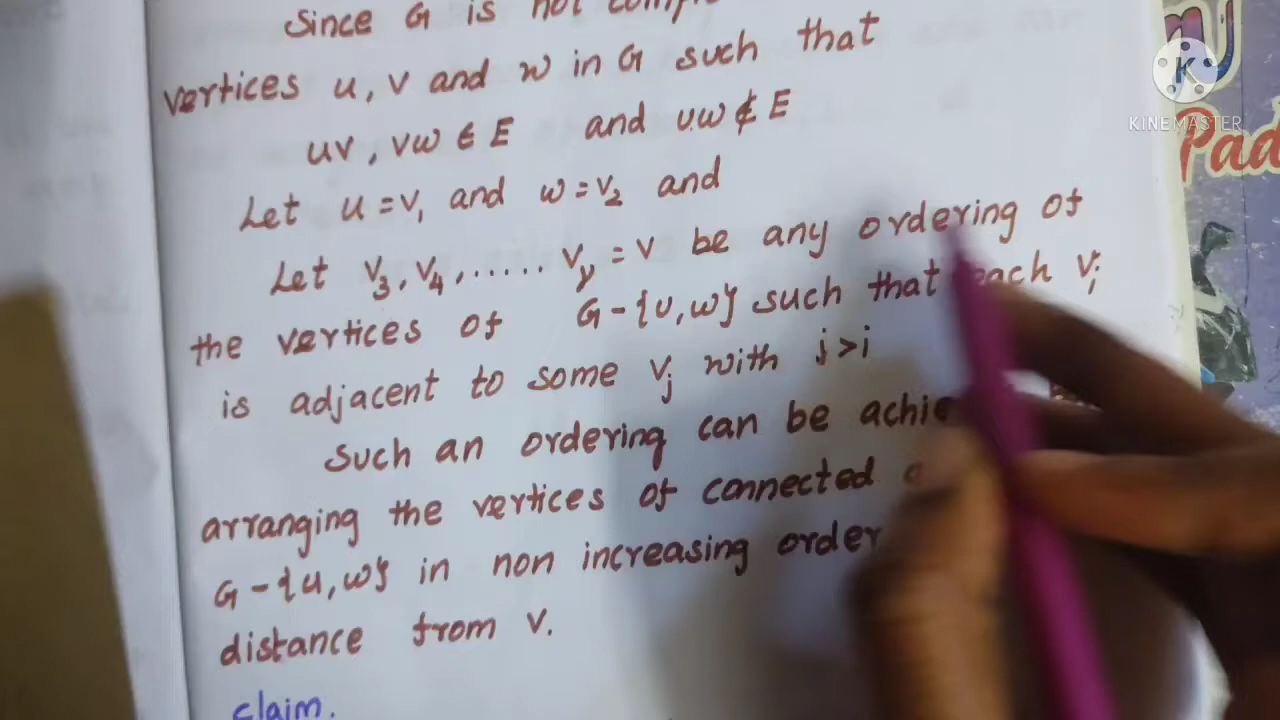 Since G is not
vertices u, v and w in G such that
uv, vw ∈ E and uw ∉ E
Let u = v₁ and w = v₂ and
Let v₃, v₄, ..... vᵧ = v be any ordering of
the vertices of G-{u,w} such that each vᵢ
is adjacent to some vⱼ with j>i
Such an ordering can be
arranging the vertices of connected
G-{u,w} in non increasing order
distance from v.
claim.
K
KINEMASTER
Pad